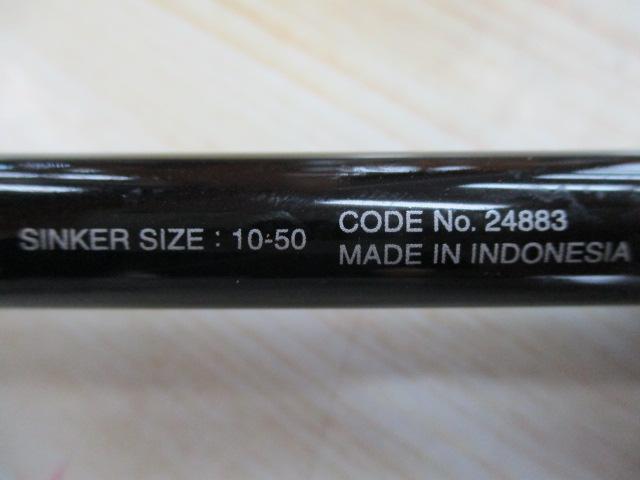 SINKER SIZE : 10-50
CODE No. 24883
MADE IN INDONESIA